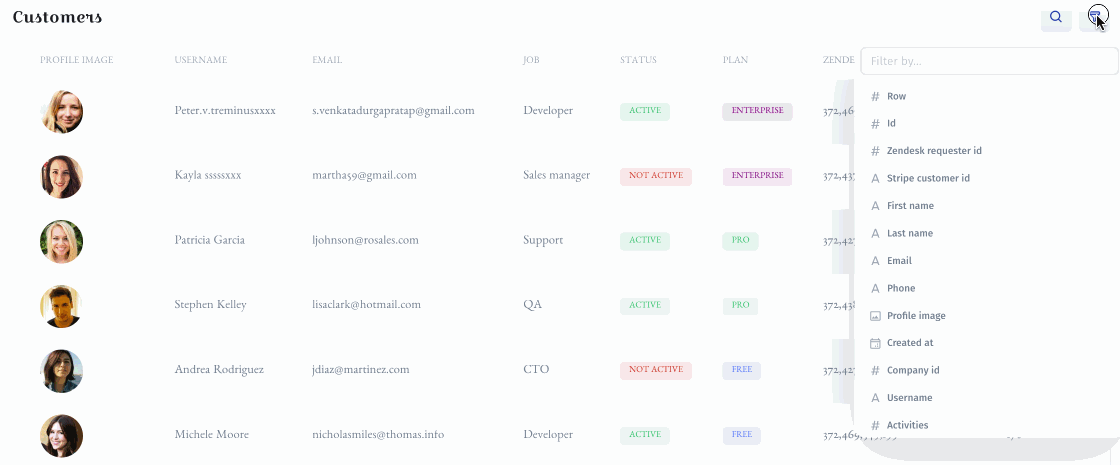 Customers
PROFILE IMAGE USERNAME EMAIL JOB STATUS PLAN ZENDE
Filter by...
Peter.v.treminusxxxx s.venkatadurgapratap@gmail.com Developer ACTIVE ENTERPRISE 372,46
Kayla sssssxxx martha59@gmail.com Sales manager NOT ACTIVE ENTERPRISE 372,437
Patricia Garcia ljohnson@rosales.com Support ACTIVE PRO 372,427
Stephen Kelley lisaclark@hotmail.com QA ACTIVE PRO 372,438
Andrea Rodriguez jdiaz@martinez.com CTO NOT ACTIVE FREE 372,427
Michele Moore nicholasmiles@thomas.info Developer ACTIVE FREE 372,469
# Row
# Id
# Zendesk requester id
A Stripe customer id
A First name
A Last name
A Email
A Phone
Profile image
Created at
# Company id
A Username
A Activities